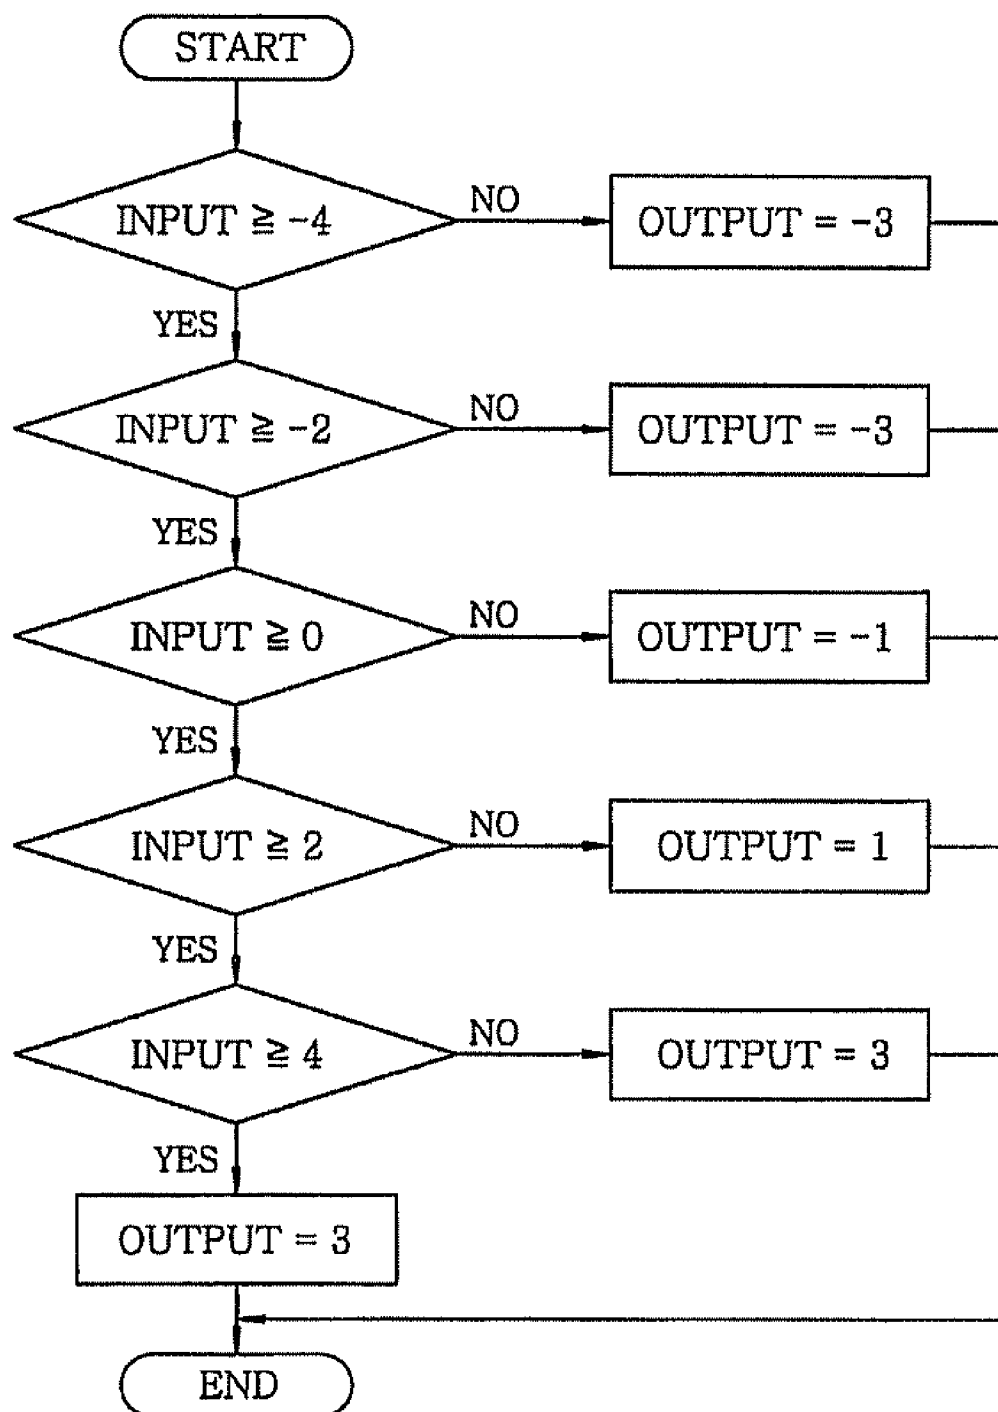 START
INPUT ≧ -4
NO
OUTPUT = -3
YES
INPUT ≧ -2
NO
OUTPUT = -3
YES
INPUT ≧ 0
NO
OUTPUT = -1
YES
INPUT ≧ 2
NO
OUTPUT = 1
YES
INPUT ≧ 4
NO
OUTPUT = 3
YES
OUTPUT = 3
END